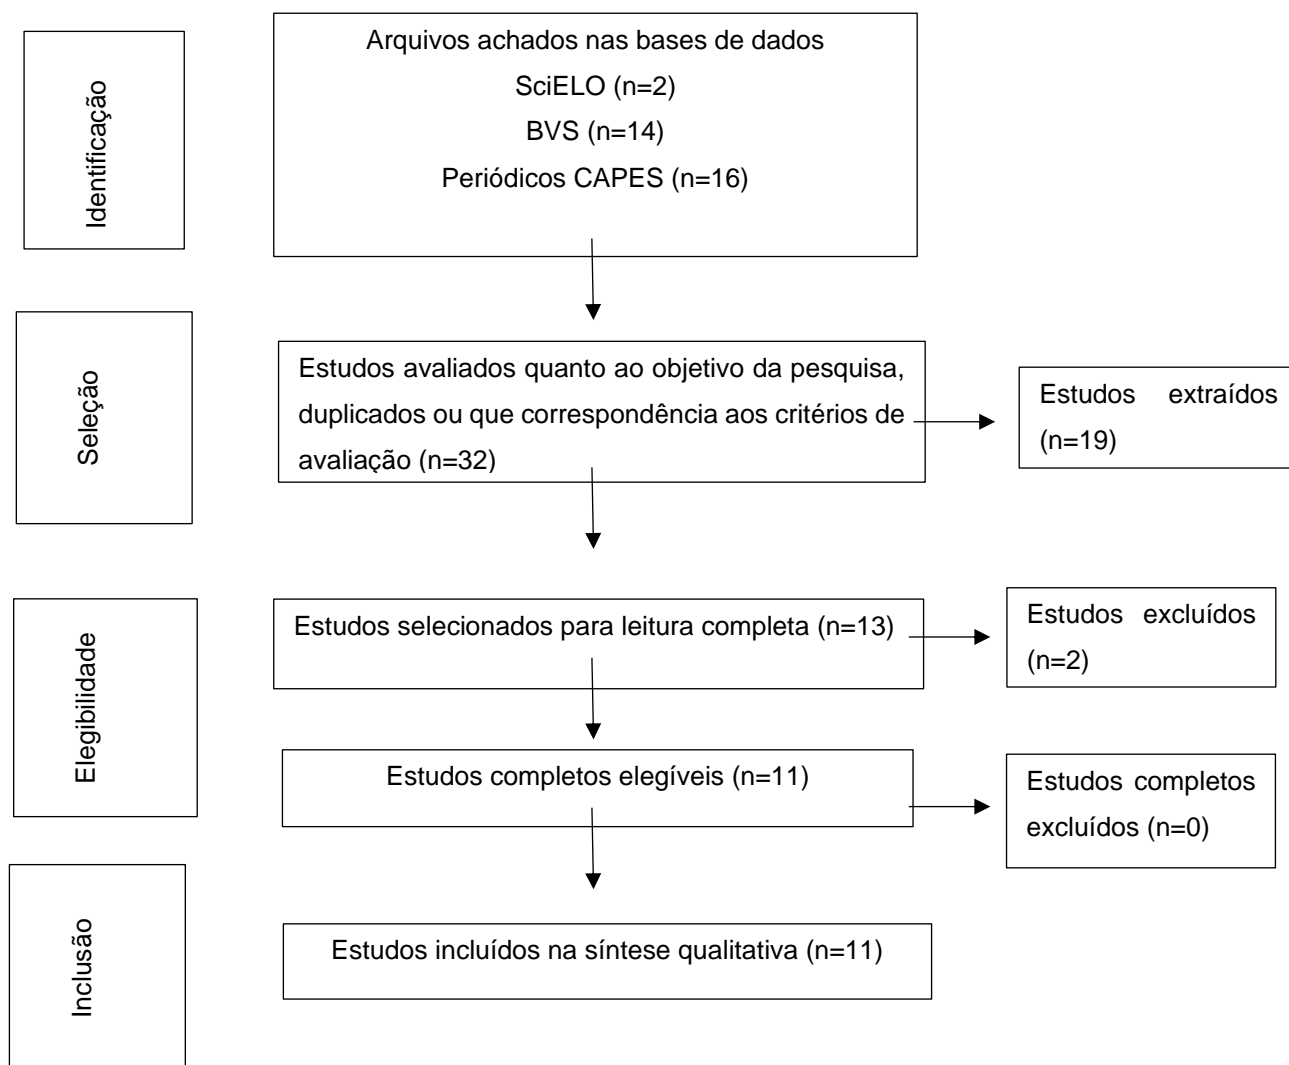 Identificação
Arquivos achados nas bases de dados
SciELO (n=2)
BVS (n=14)
Periódicos CAPES (n=16)
Seleção
Estudos avaliados quanto ao objetivo da pesquisa,
duplicados ou que correspondência aos critérios de
avaliação (n=32)
Estudos extraídos
(n=19)
Elegibilidade
Estudos selecionados para leitura completa (n=13)
Estudos excluídos
(n=2)
Estudos completos elegíveis (n=11)
Estudos completos
excluídos (n=0)
Inclusão
Estudos incluídos na síntese qualitativa (n=11)